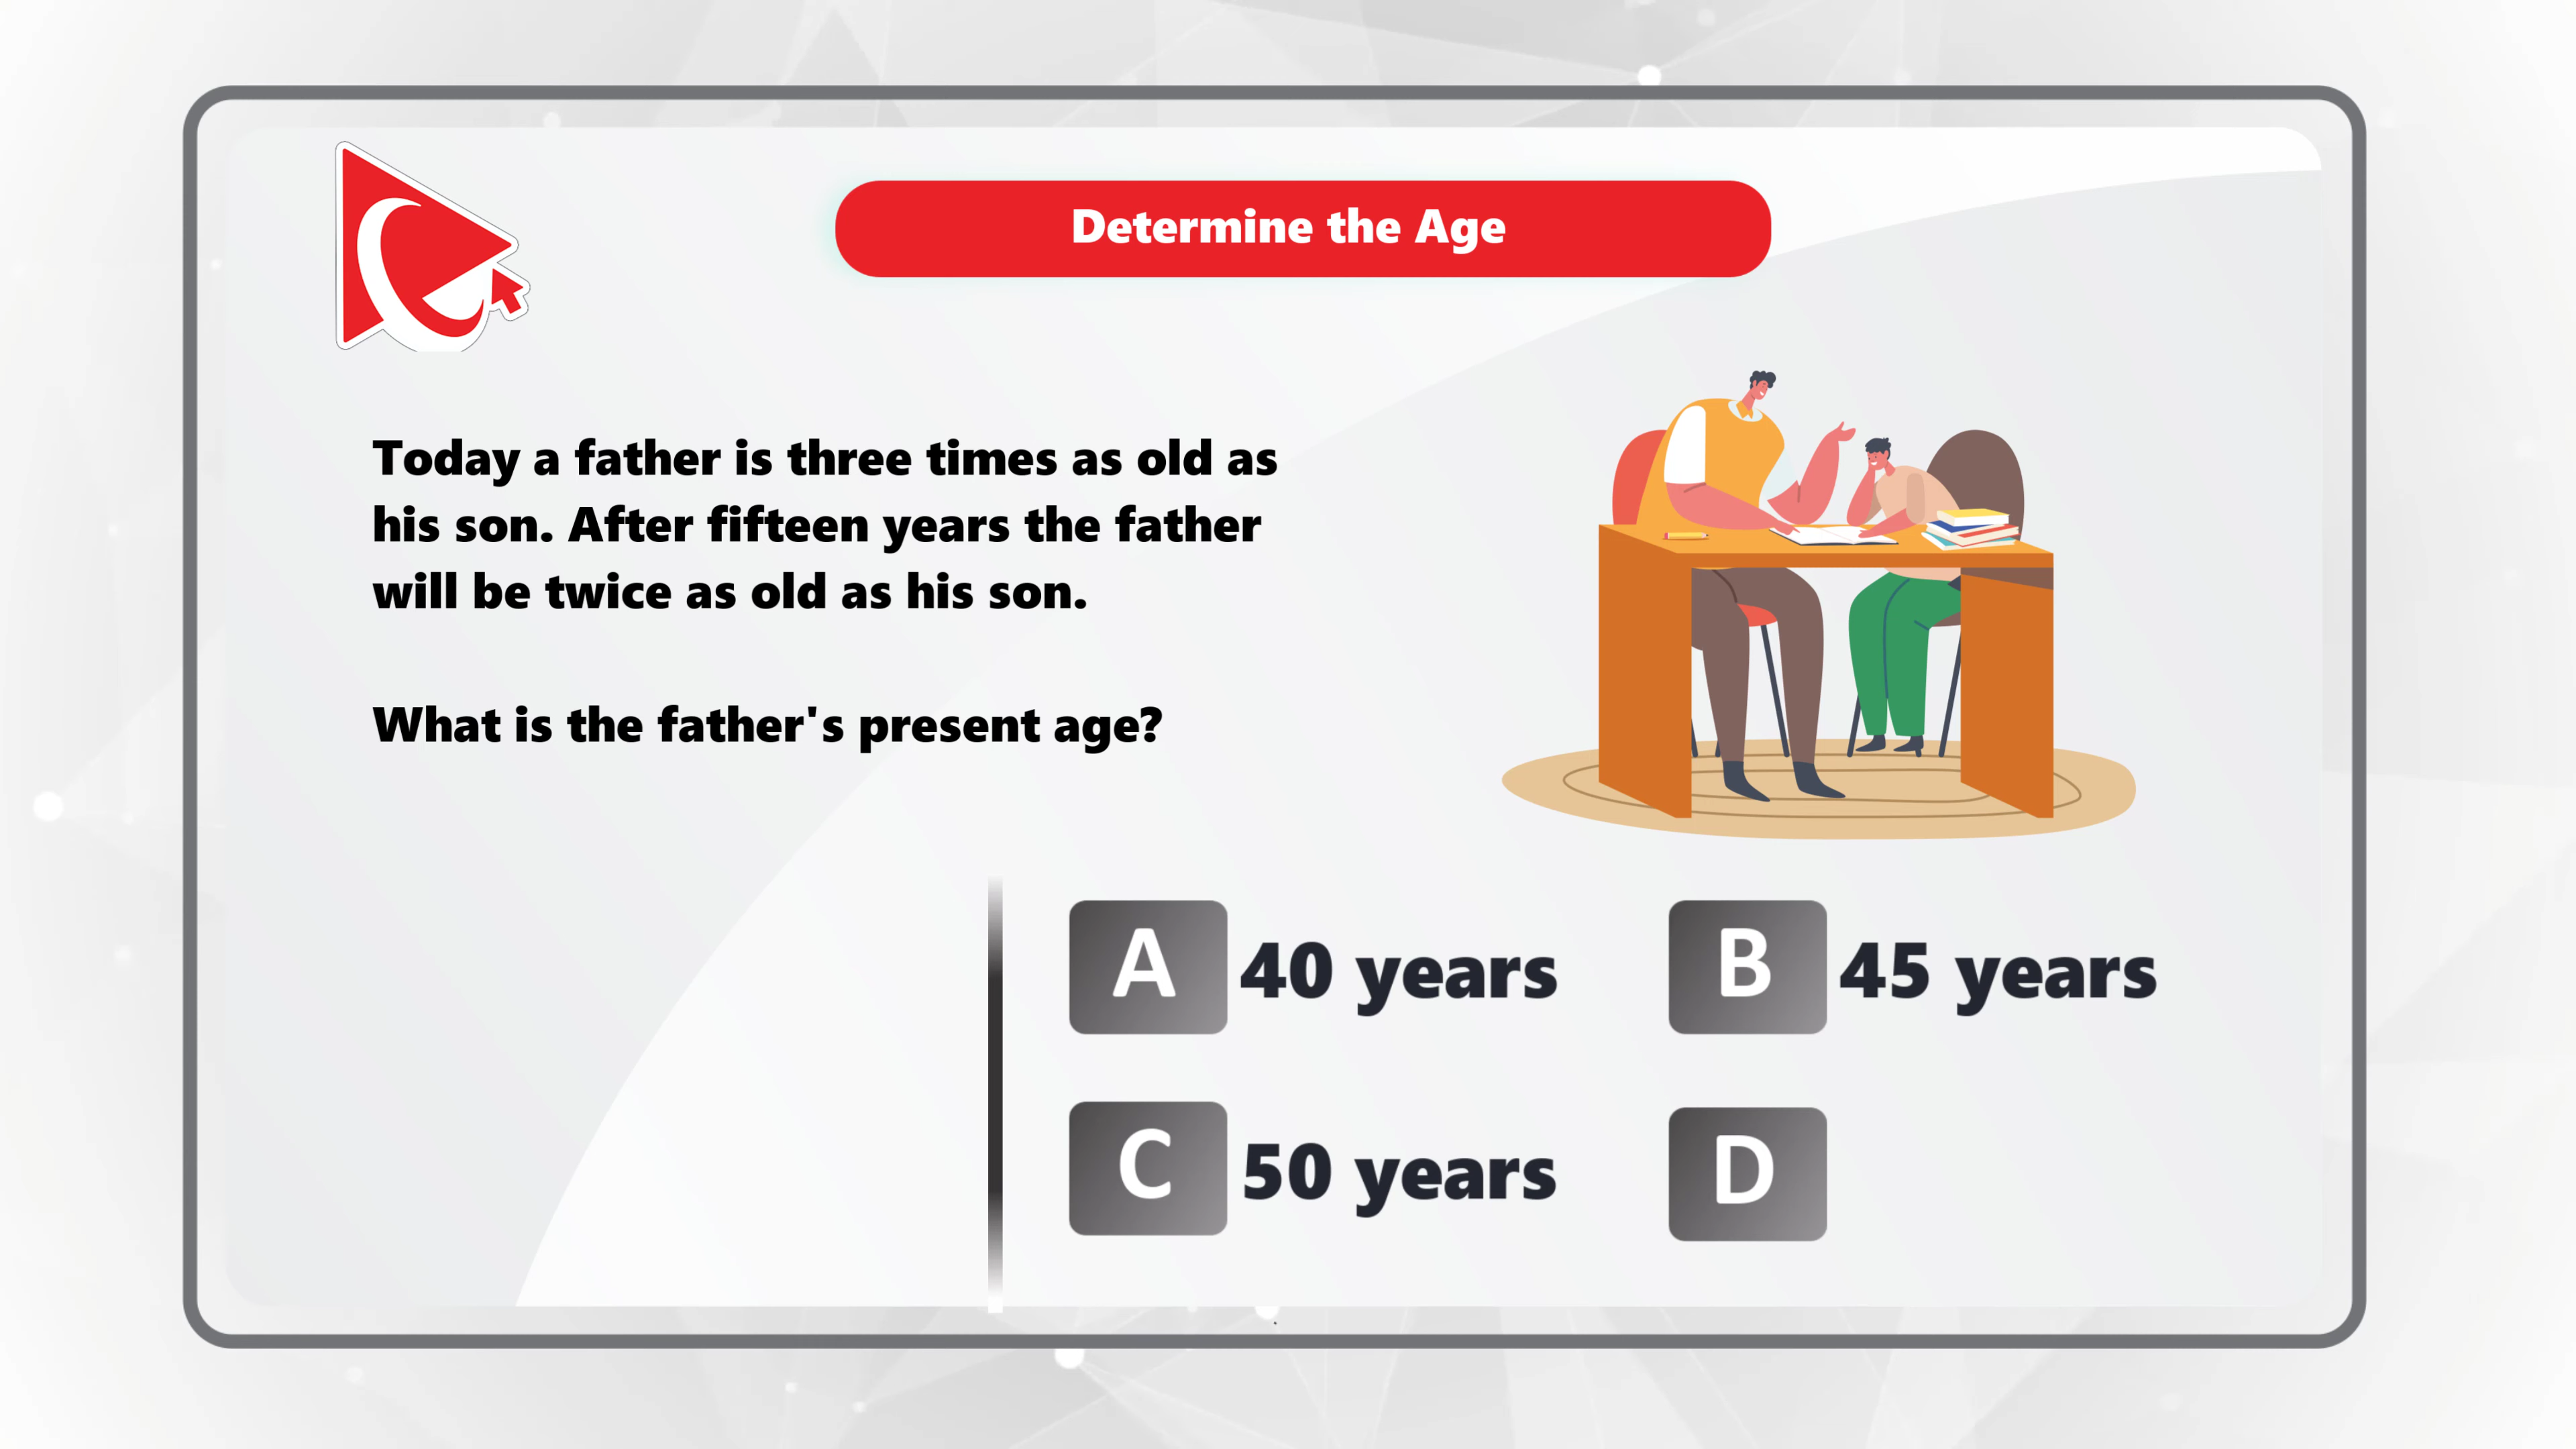 Determine the Age
Today a father is three times as old as
his son. After fifteen years the father
will be twice as old as his son.
What is the father's present age?
A 40 years
B 45 years
C 50 years
D